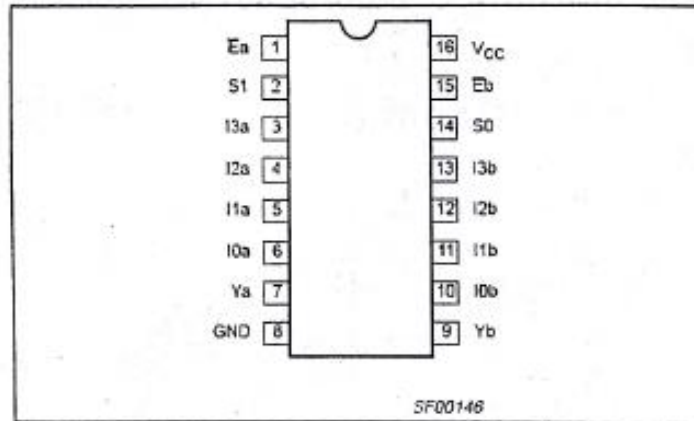 Ea 1 16 VCC
S1 2 15 Eb
I3a 3 14 S0
I2a 4 13 I3b
I1a 5 12 I2b
I0a 6 11 I1b
Ya 7 10 I0b
GND 8 9 Yb
SF00146